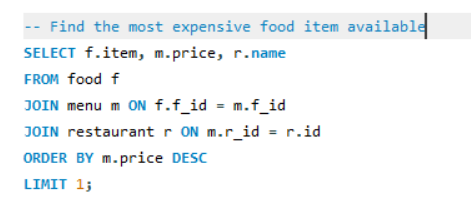 -- Find the most expensive food item available
SELECT f.item, m.price, r.name
FROM food f
JOIN menu m ON f.f_id = m.f_id
JOIN restaurant r ON m.r_id = r.id
ORDER BY m.price DESC
LIMIT 1;